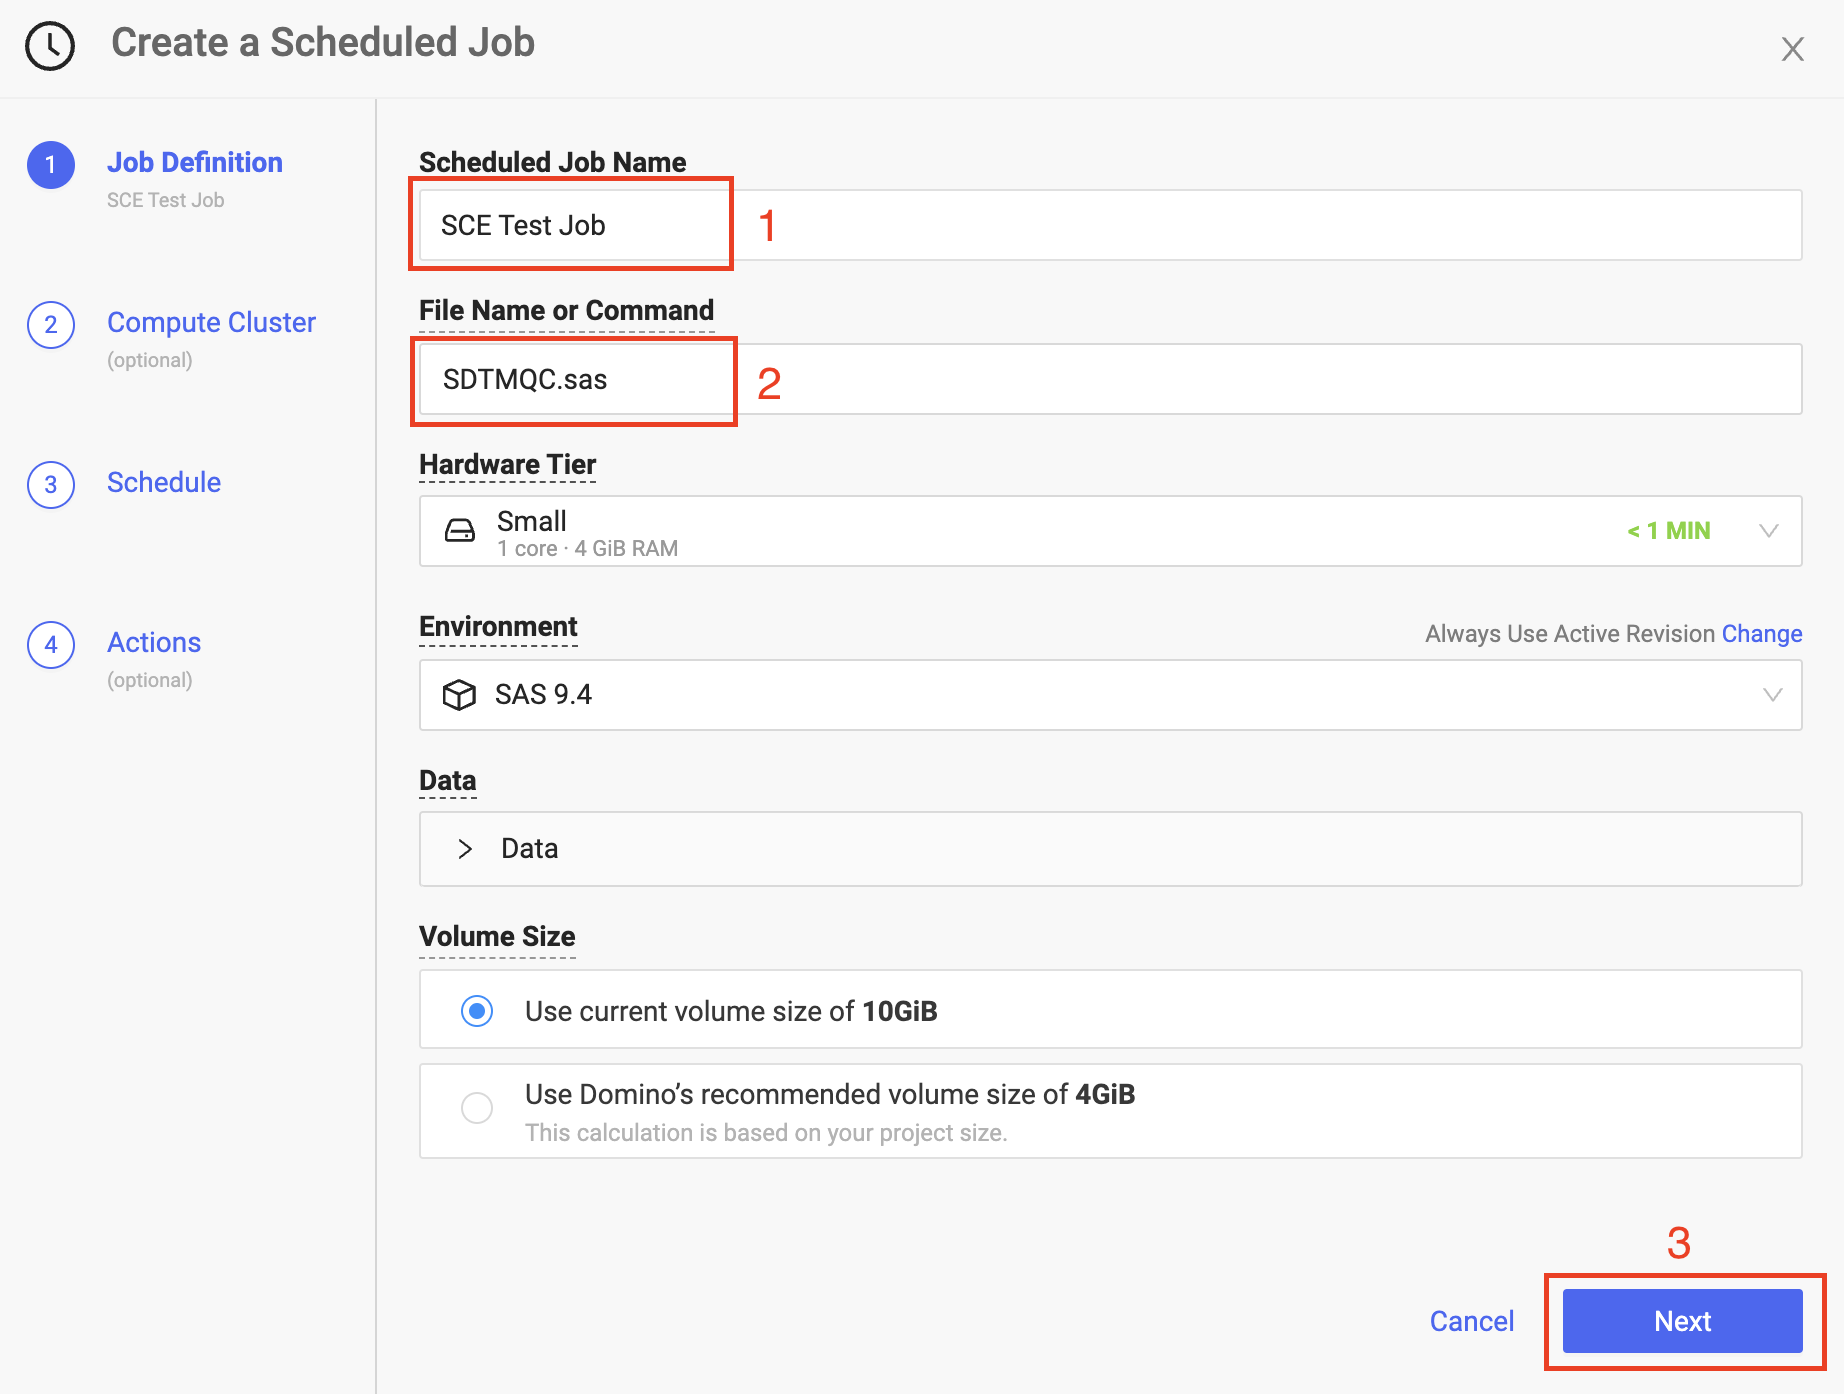 Create a Scheduled Job
X
1
Job Definition
SCE Test Job
2
Compute Cluster
(optional)
3
Schedule
4
Actions
(optional)
Scheduled Job Name
SCE Test Job
1
File Name or Command
SDTMQC.sas
2
Hardware Tier
Small
1 core · 4 GiB RAM
< 1 MIN
Environment
Always Use Active Revision Change
SAS 9.4
Data
Data
Volume Size
Use current volume size of 10GiB
Use Domino’s recommended volume size of 4GiB
This calculation is based on your project size.
3
Cancel
Next